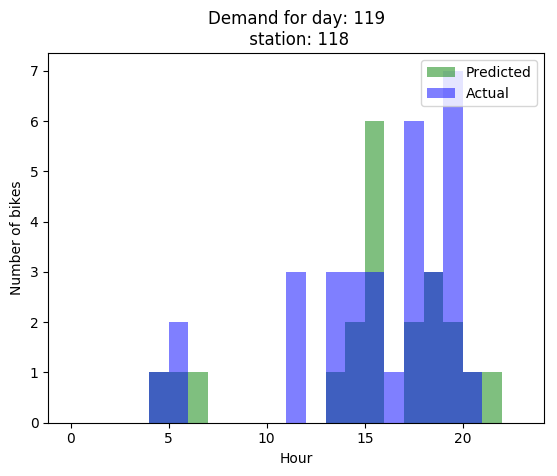 Demand for day: 119
station: 118
Predicted
Actual
7
6
5
4
3
2
1
0
Number of bikes
0 5 10 15 20
Hour